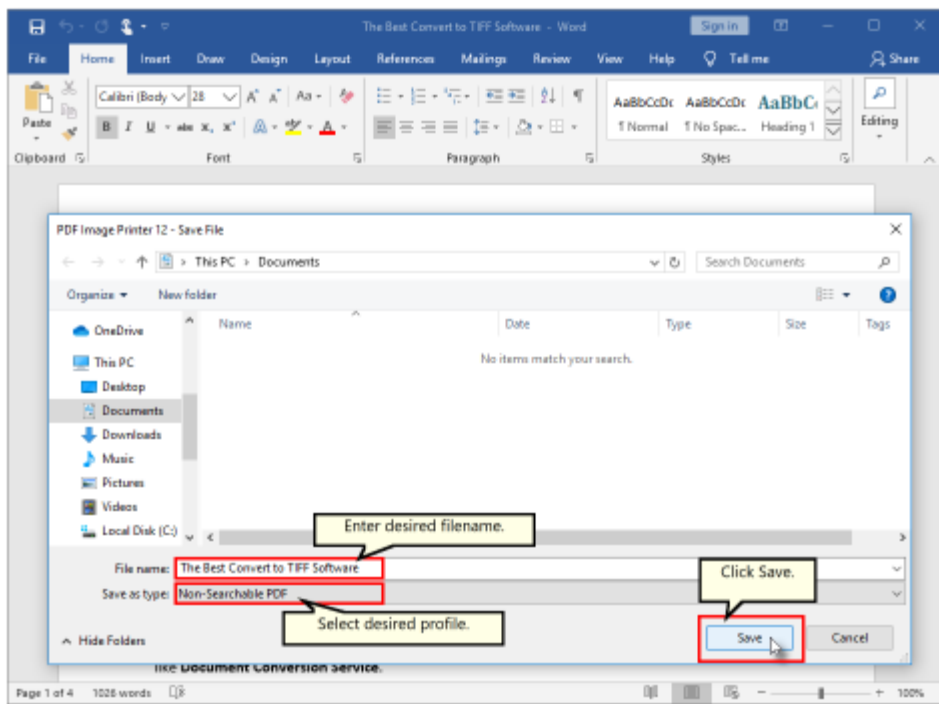 The Best Convert to TIFF Software - Word
Sign in
File Home Insert Draw Design Layout References Mailings Review View Help Tell me Share
Calibri (Body 28 A A Aa
AaBbCcDc AaBbCcDc AaBbC
Paste B I U abc x, x² A A
¶ Normal ¶ No Spac... Heading 1
Editing
Clipboard Font Paragraph Styles
PDF Image Printer 12 - Save File
This PC > Documents
Search Documents
Organize New folder
Name Date Type Size Tags
OneDrive
No items match your search.
This PC
Desktop
Documents
Downloads
Music
Pictures
Videos
Local Disk (C:)
Enter desired filename.
File name: The Best Convert to TIFF Software
Click Save.
Save as type: Non-Searchable PDF
Select desired profile.
Hide Folders
Save Cancel
like Document Conversion Service.
Page 1 of 4 1028 words 100%